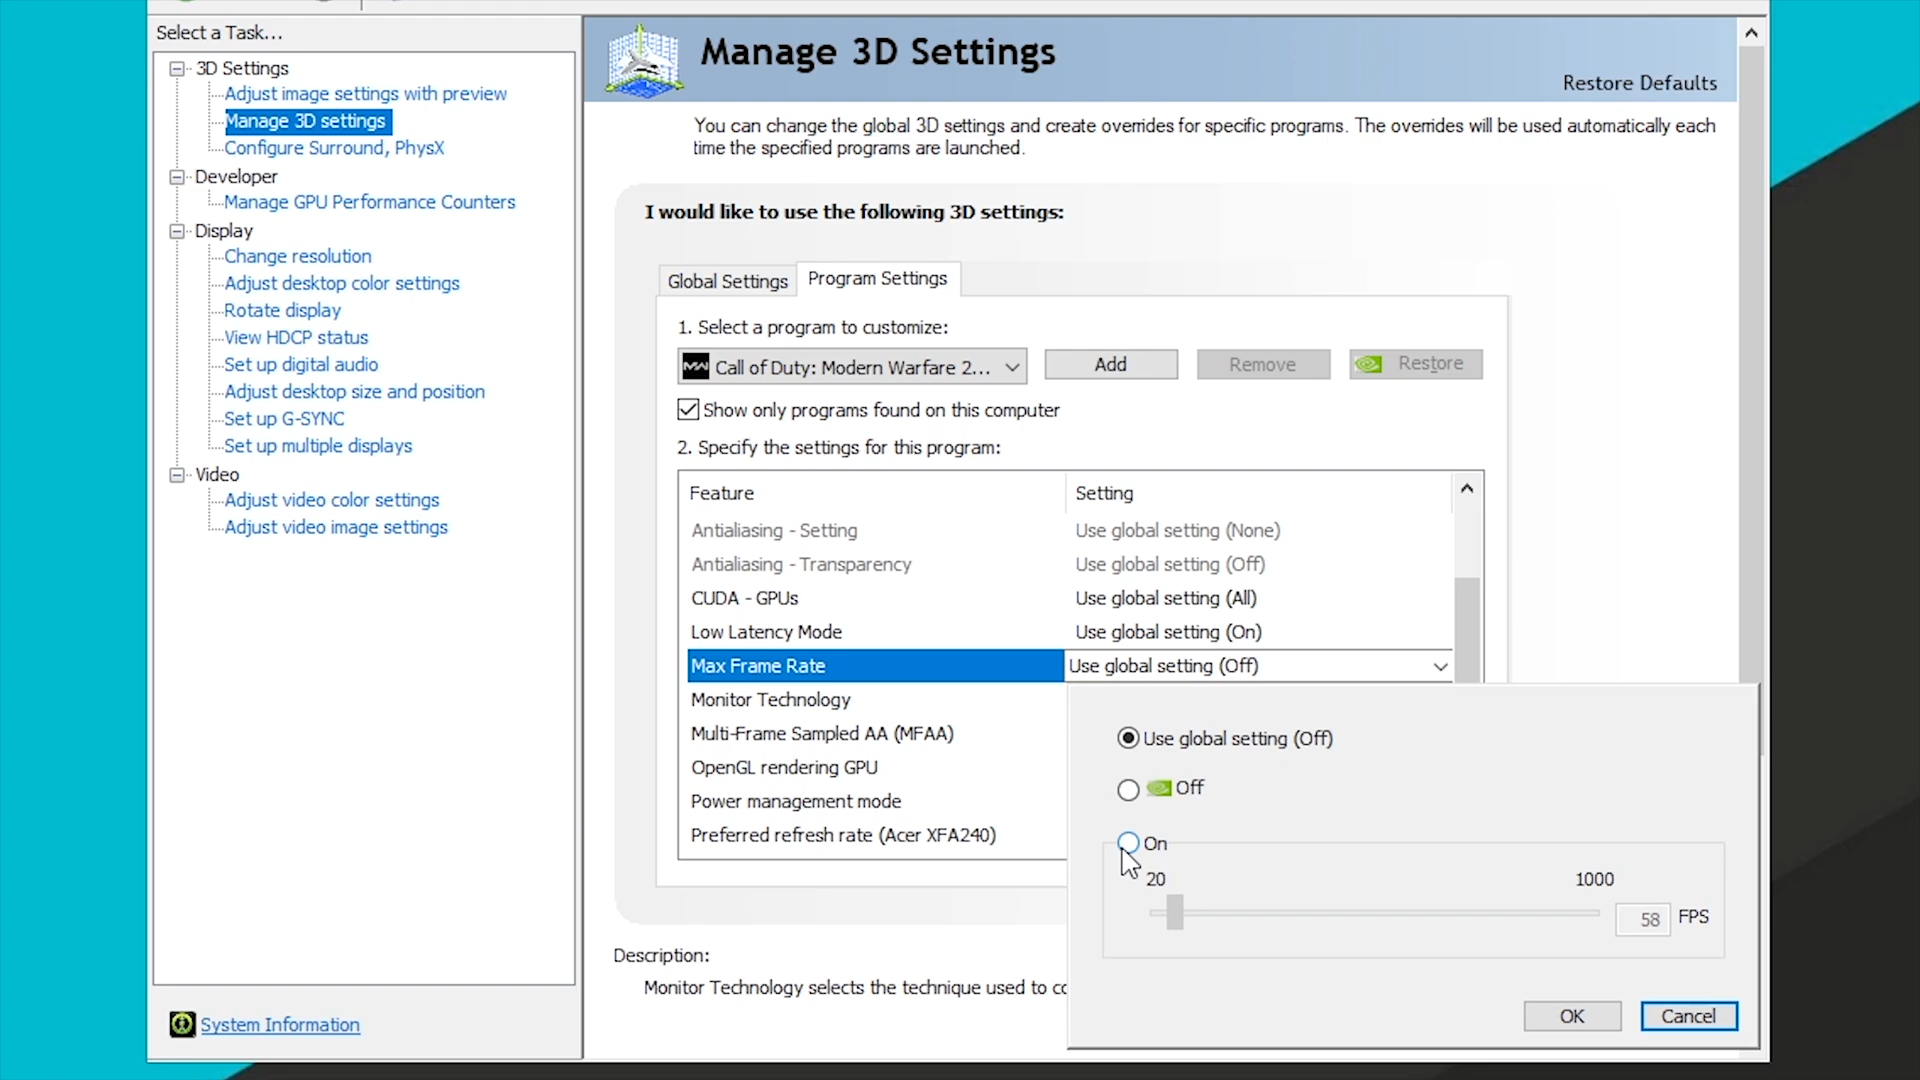 Select a Task...
3D Settings
Adjust image settings with preview
Manage 3D settings
Configure Surround, PhysX
Developer
Manage GPU Performance Counters
Display
Change resolution
Adjust desktop color settings
Rotate display
View HDCP status
Set up digital audio
Adjust desktop size and position
Set up G-SYNC
Set up multiple displays
Video
Adjust video color settings
Adjust video image settings
System Information
Manage 3D Settings
Restore Defaults
You can change the global 3D settings and create overrides for specific programs. The overrides will be used automatically each
time the specified programs are launched.
I would like to use the following 3D settings:
Global Settings
Program Settings
1. Select a program to customize:
MW
Call of Duty: Modern Warfare 2...
Add
Remove
Restore
Show only programs found on this computer
2. Specify the settings for this program:
Feature Setting
Antialiasing - Setting Use global setting (None)
Antialiasing - Transparency Use global setting (Off)
CUDA - GPUs Use global setting (All)
Low Latency Mode Use global setting (On)
Max Frame Rate Use global setting (Off)
Monitor Technology
Multi-Frame Sampled AA (MFAA)
OpenGL rendering GPU
Power management mode
Preferred refresh rate (Acer XFA240)
Use global setting (Off)
Off
On
20 1000
58 FPS
OK Cancel
Description:
Monitor Technology selects the technique used to co